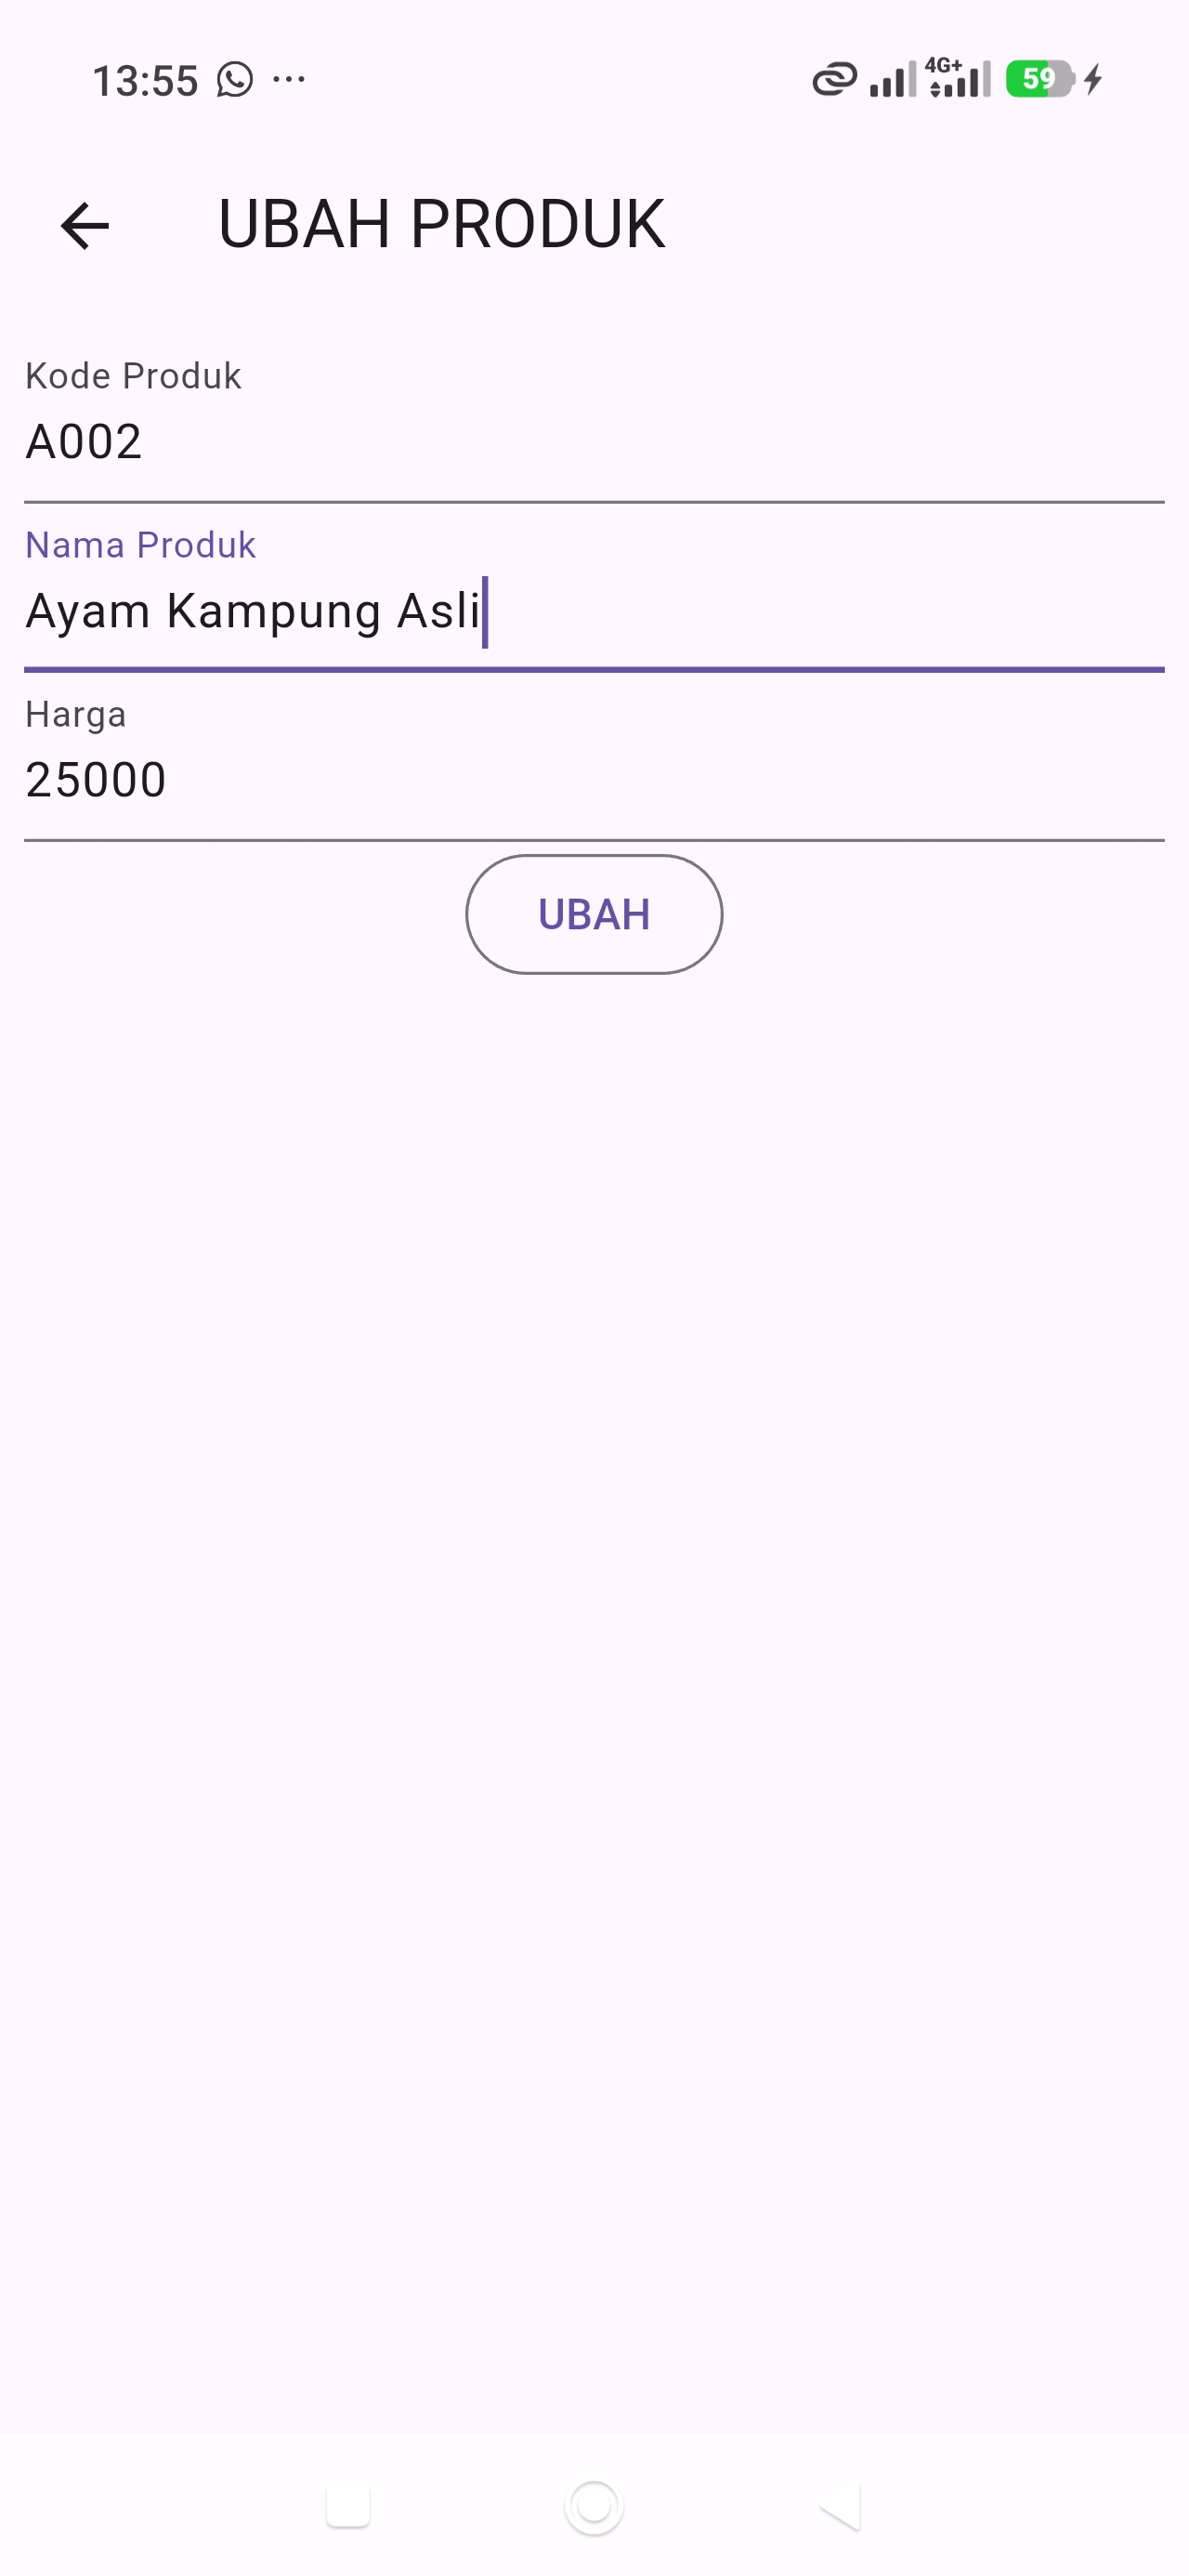 13:55 ... 4G+ 59
UBAH PRODUK
Kode Produk
A002
Nama Produk
Ayam Kampung Asli
Harga
25000
UBAH